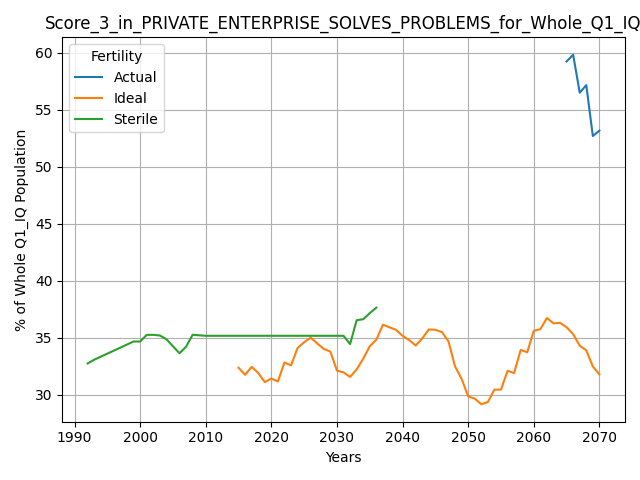 Score_3_in_PRIVATE_ENTERPRISE_SOLVES_PROBLEMS_for_Whole_Q1_IQ
Fertility
Actual
Ideal
Sterile
% of Whole Q1_IQ Population
60
55
50
45
40
35
30
1990 2000 2010 2020 2030 2040 2050 2060 2070
Years